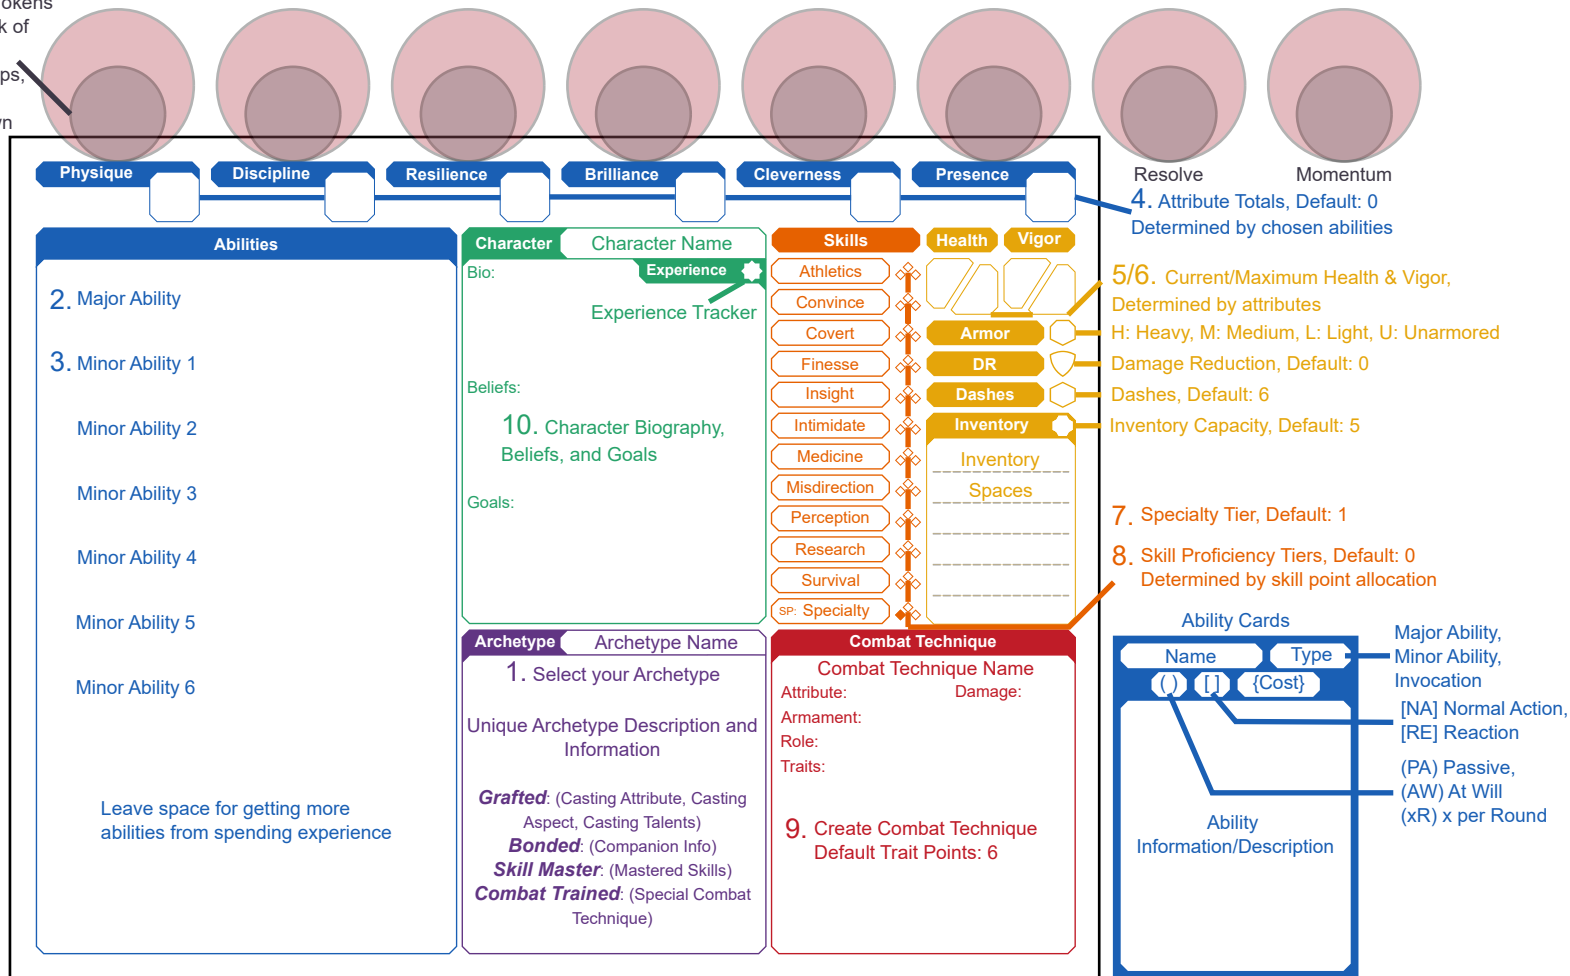 k of
ps,
Physique
Discipline
Resilience
Brilliance
Cleverness
Presence
Resolve
Momentum
4. Attribute Totals, Default: 0
Determined by chosen abilities
Abilities
2. Major Ability
3. Minor Ability 1
Minor Ability 2
Minor Ability 3
Minor Ability 4
Minor Ability 5
Minor Ability 6
Leave space for getting more
abilities from spending experience
Character
Character Name
Bio:
Experience
Experience Tracker
Beliefs:
10. Character Biography,
Beliefs, and Goals
Goals:
Archetype
Archetype Name
1. Select your Archetype
Unique Archetype Description and
Information
Grafted: (Casting Attribute, Casting
Aspect, Casting Talents)
Bonded: (Companion Info)
Skill Master: (Mastered Skills)
Combat Trained: (Special Combat
Technique)
Skills
Athletics
Convince
Covert
Finesse
Insight
Intimidate
Medicine
Misdirection
Perception
Research
Survival
SP: Specialty
Health
Vigor
Armor
DR
Dashes
Inventory
Inventory
Spaces
5/6. Current/Maximum Health & Vigor,
Determined by attributes
H: Heavy, M: Medium, L: Light, U: Unarmored
Damage Reduction, Default: 0
Dashes, Default: 6
Inventory Capacity, Default: 5
7. Specialty Tier, Default: 1
8. Skill Proficiency Tiers, Default: 0
Determined by skill point allocation
Combat Technique
Combat Technique Name
Attribute:
Damage:
Armament:
Role:
Traits:
9. Create Combat Technique
Default Trait Points: 6
Ability Cards
Name
Type
( )
[ ]
{Cost}
Major Ability,
Minor Ability,
Invocation
[NA] Normal Action,
[RE] Reaction
(PA) Passive,
(AW) At Will
(xR) x per Round
Ability
Information/Description